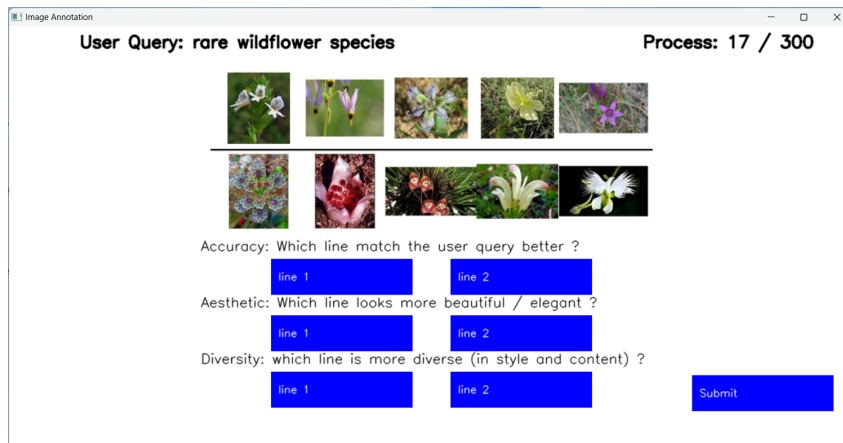 Image Annotation
User Query: rare wildflower species
Process: 17 / 300
Accuracy: Which line match the user query better ?
line 1
line 2
Aesthetic: Which line looks more beautiful / elegant ?
line 1
line 2
Diversity: which line is more diverse (in style and content) ?
line 1
line 2
Submit